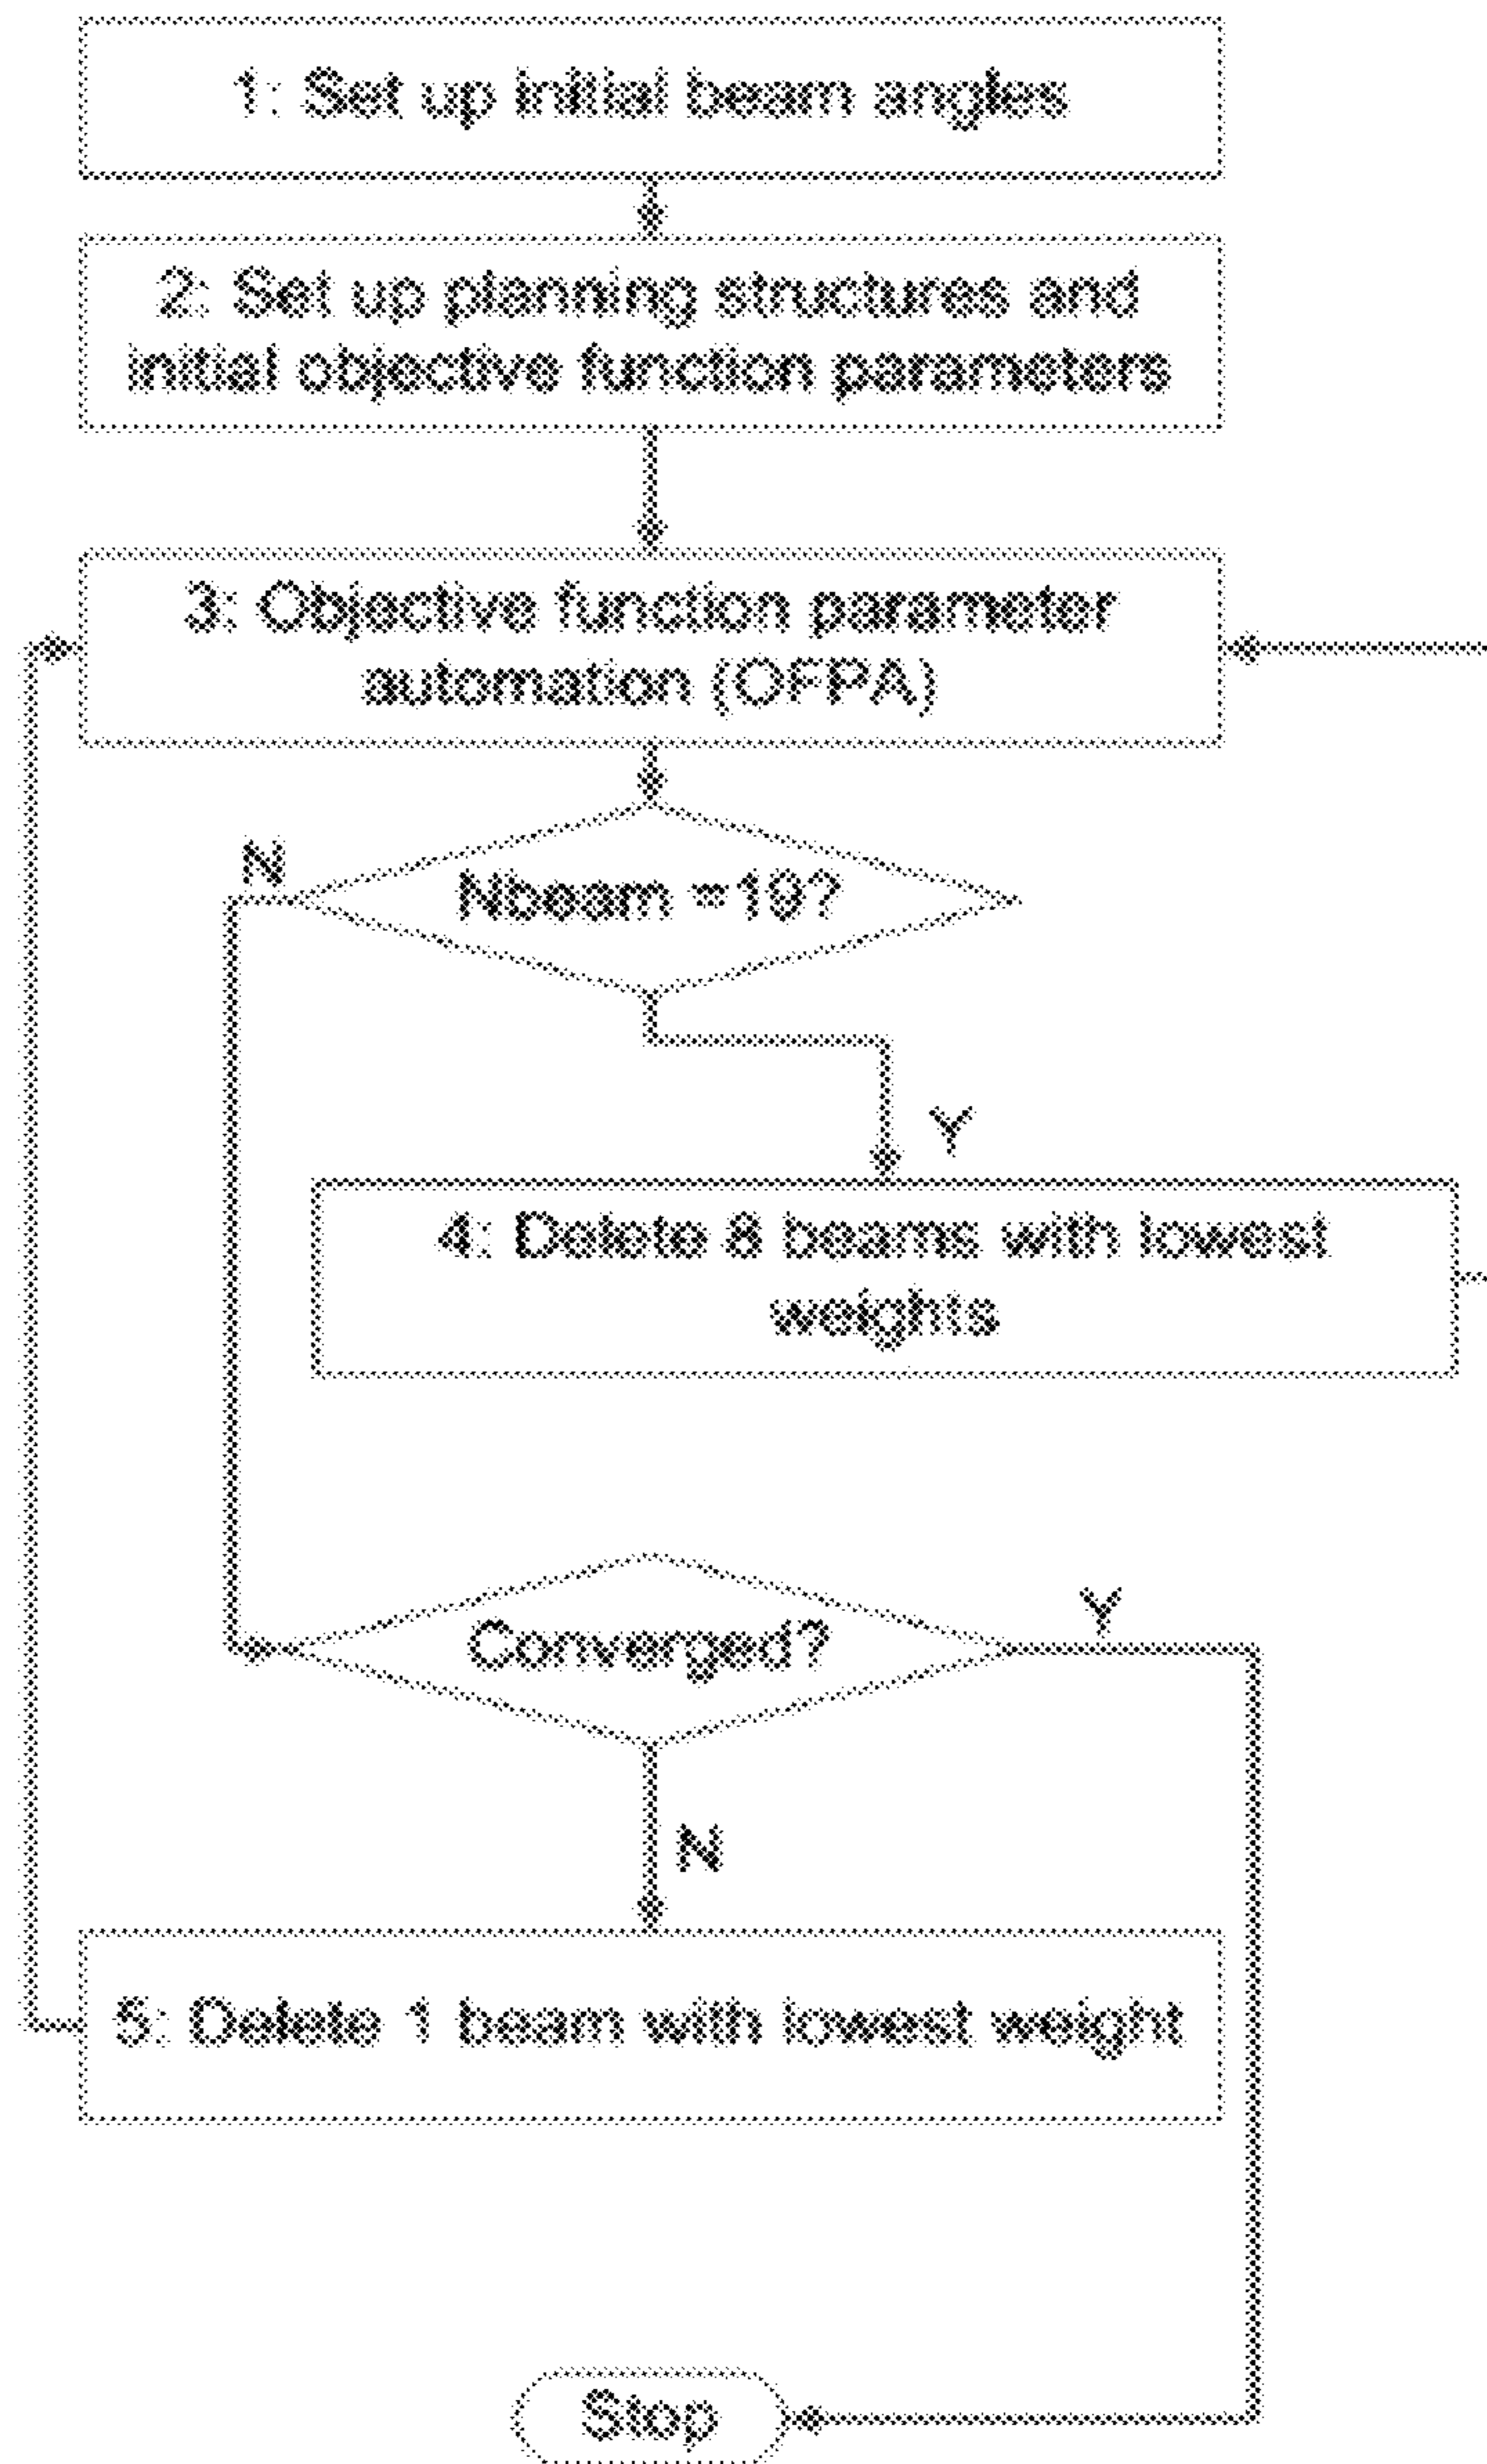 1: Set up initial beam angles
2: Set up planning structures and
initial objective function parameters
3: Objective function parameter
automation (OFPA)
N
Nbeam =19?
Y
4: Delete 8 beams with lowest
weights
Converged?
Y
N
5: Delete 1 beam with lowest weight
Stop